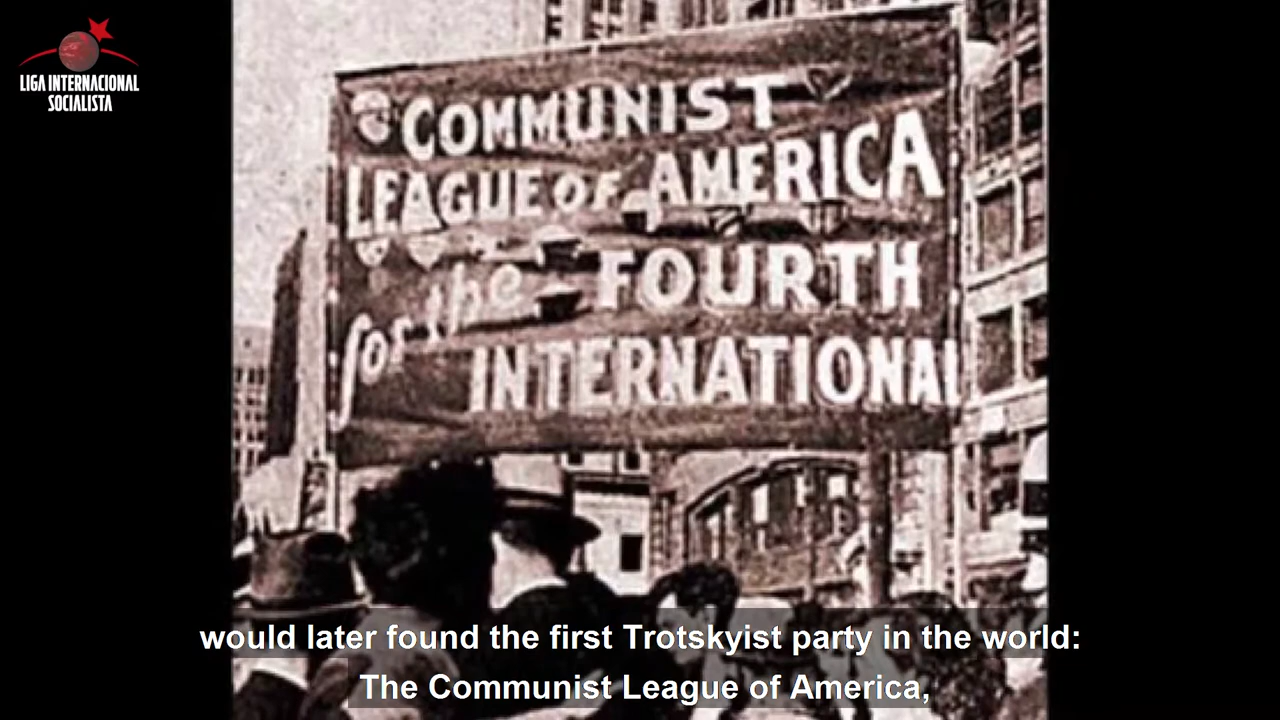 LIGA INTERNACIONAL
SOCIALISTA
COMMUNIST
LEAGUE OF AMERICA
for the FOURTH
INTERNATIONAL
would later found the first Trotskyist party in the world:
The Communist League of America,